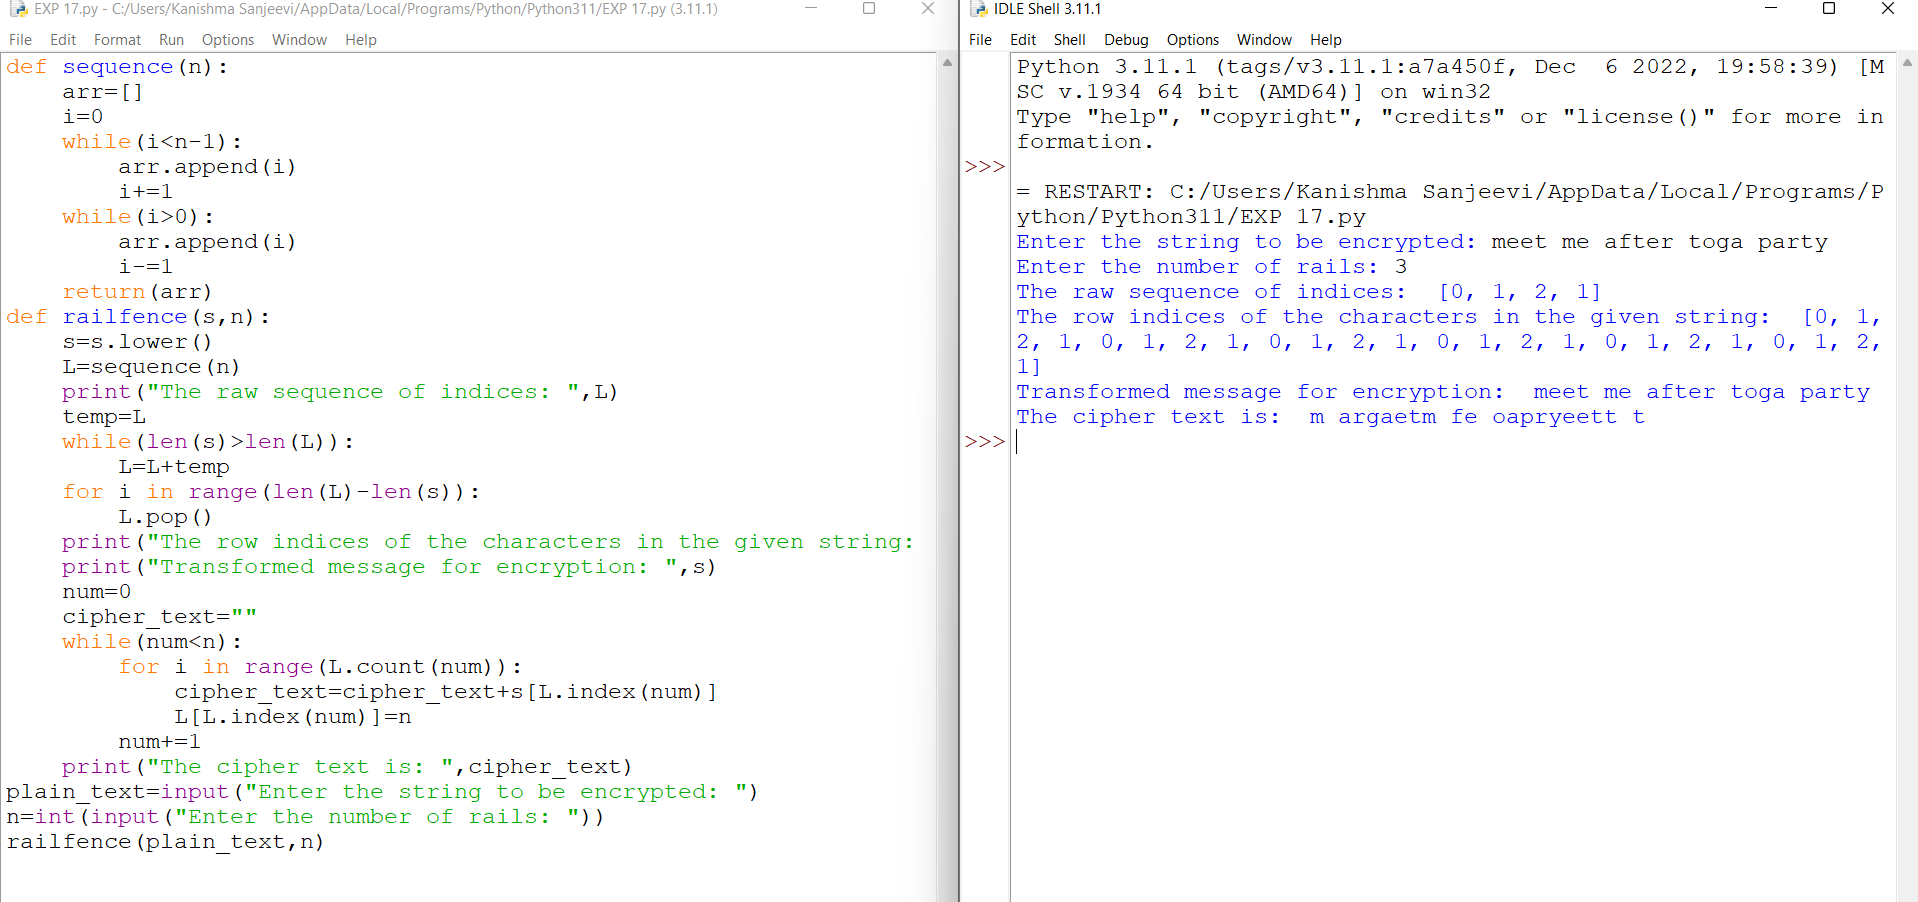 EXP 17.py - C:/Users/Kanishma Sanjeevi/AppData/Local/Programs/Python/Python311/EXP 17.py (3.11.1)
File Edit Format Run Options Window Help
def sequence(n):
    arr=[]
    i=0
    while(i<n-1):
        arr.append(i)
        i+=1
    while(i>0):
        arr.append(i)
        i-=1
    return(arr)
def railfence(s,n):
    s=s.lower()
    L=sequence(n)
    print("The raw sequence of indices: ",L)
    temp=L
    while(len(s)>len(L)):
        L=L+temp
    for i in range(len(L)-len(s)):
        L.pop()
    print("The row indices of the characters in the given string:
    print("Transformed message for encryption: ",s)
    num=0
    cipher_text=""
    while(num<n):
        for i in range(L.count(num)):
            cipher_text=cipher_text+s[L.index(num)]
            L[L.index(num)]=n
        num+=1
    print("The cipher text is: ",cipher_text)
plain_text=input("Enter the string to be encrypted: ")
n=int(input("Enter the number of rails: "))
railfence(plain_text,n)
IDLE Shell 3.11.1
File Edit Shell Debug Options Window Help
Python 3.11.1 (tags/v3.11.1:a7a450f, Dec  6 2022, 19:58:39) [M
SC v.1934 64 bit (AMD64)] on win32
Type "help", "copyright", "credits" or "license()" for more in
formation.
>>>
= RESTART: C:/Users/Kanishma Sanjeevi/AppData/Local/Programs/P
ython/Python311/EXP 17.py
Enter the string to be encrypted: meet me after toga party
Enter the number of rails: 3
The raw sequence of indices:  [0, 1, 2, 1]
The row indices of the characters in the given string:  [0, 1,
2, 1, 0, 1, 2, 1, 0, 1, 2, 1, 0, 1, 2, 1, 0, 1, 2, 1, 0, 1, 2,
1]
Transformed message for encryption:  meet me after toga party
The cipher text is:  m argaetm fe oapryeett t
>>>